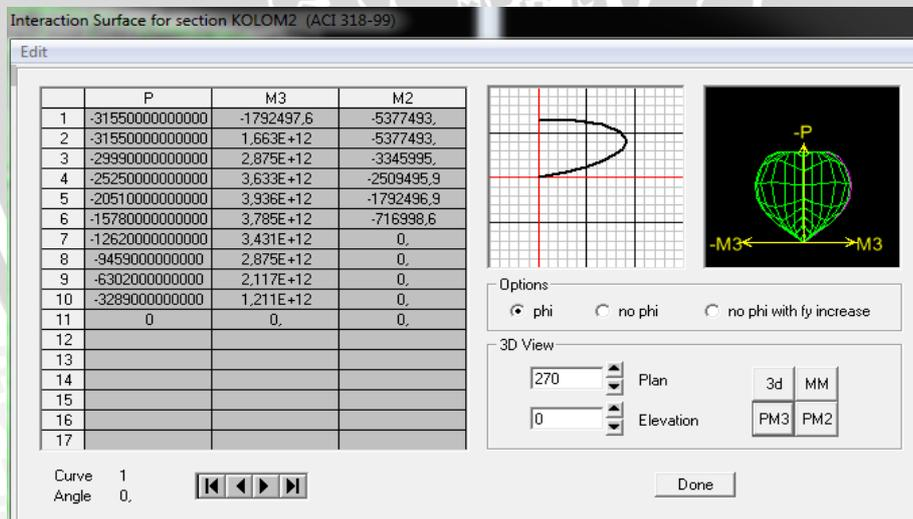 Interaction Surface for section KOLOM2 (ACI 318-99)
Edit
P M3 M2
1 -31550000000000 -1792497,6 -5377493,
2 -31550000000000 1,663E+12 -5377493,
3 -29990000000000 2,875E+12 -3345995,
4 -25250000000000 3,633E+12 -2509495,9
5 -20510000000000 3,936E+12 -1792496,9
6 -15780000000000 3,785E+12 -716998,6
7 -12620000000000 3,431E+12 0,
8 -9459000000000 2,875E+12 0,
9 -6302000000000 2,117E+12 0,
10 -3289000000000 1,211E+12 0,
11 0 0, 0,
12
13
14
15
16
17
-P
-M3 M3
Options
phi no phi no phi with fy increase
3D View
270 Plan 3d MM
0 Elevation PM3 PM2
Curve 1
Angle 0,
Done